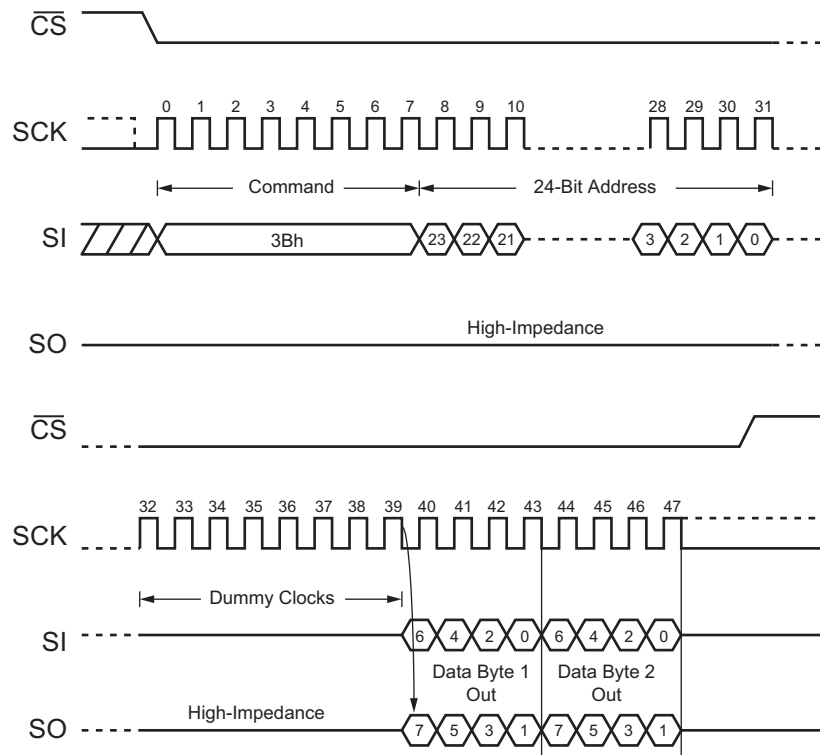 CS
0 1 2 3 4 5 6 7 8 9 10 28 29 30 31
SCK
Command 24-Bit Address
SI 3Bh 23 22 21 3 2 1 0
High-Impedance
SO
CS
32 33 34 35 36 37 38 39 40 41 42 43 44 45 46 47
SCK
Dummy Clocks
SI 6 4 2 0 6 4 2 0
Data Byte 1 Data Byte 2
Out Out
High-Impedance
SO 7 5 3 1 7 5 3 1